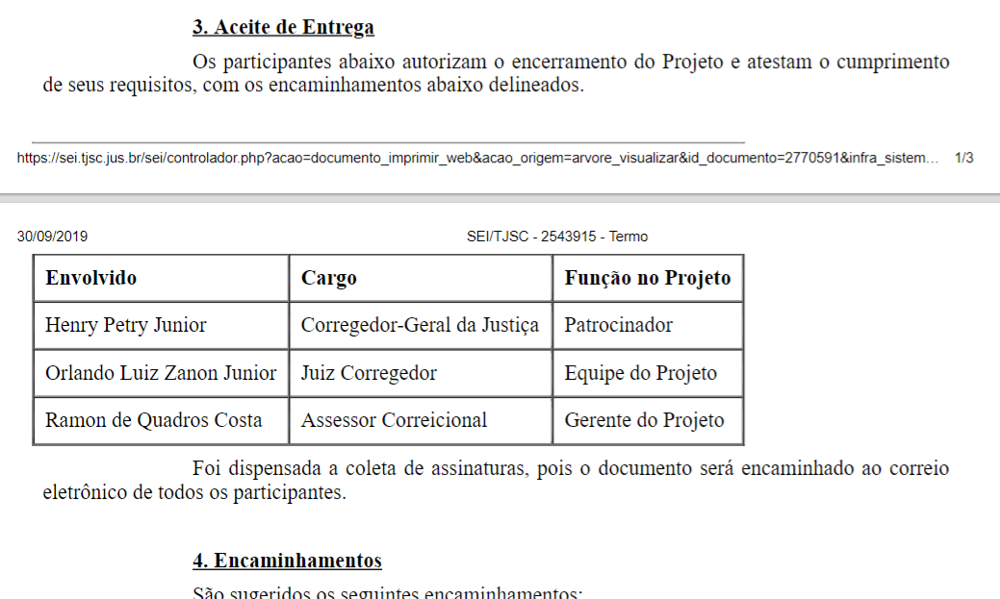 3. Aceite de Entrega
Os participantes abaixo autorizam o encerramento do Projeto e atestam o cumprimento
de seus requisitos, com os encaminhamentos abaixo delineados.
https://sei.tjsc.jus.br/sei/controlador.php?acao=documento_imprimir_web&acao_origem=arvore_visualizar&id_documento=2770591&infra_sistem… 1/3
30/09/2019 SEI/TJSC - 2543915 - Termo
Envolvido Cargo Função no Projeto
Henry Petry Junior Corregedor-Geral da Justiça Patrocinador
Orlando Luiz Zanon Junior Juiz Corregedor Equipe do Projeto
Ramon de Quadros Costa Assessor Correicional Gerente do Projeto
Foi dispensada a coleta de assinaturas, pois o documento será encaminhado ao correio
eletrônico de todos os participantes.
4. Encaminhamentos
São sugeridos os seguintes encaminhamentos: